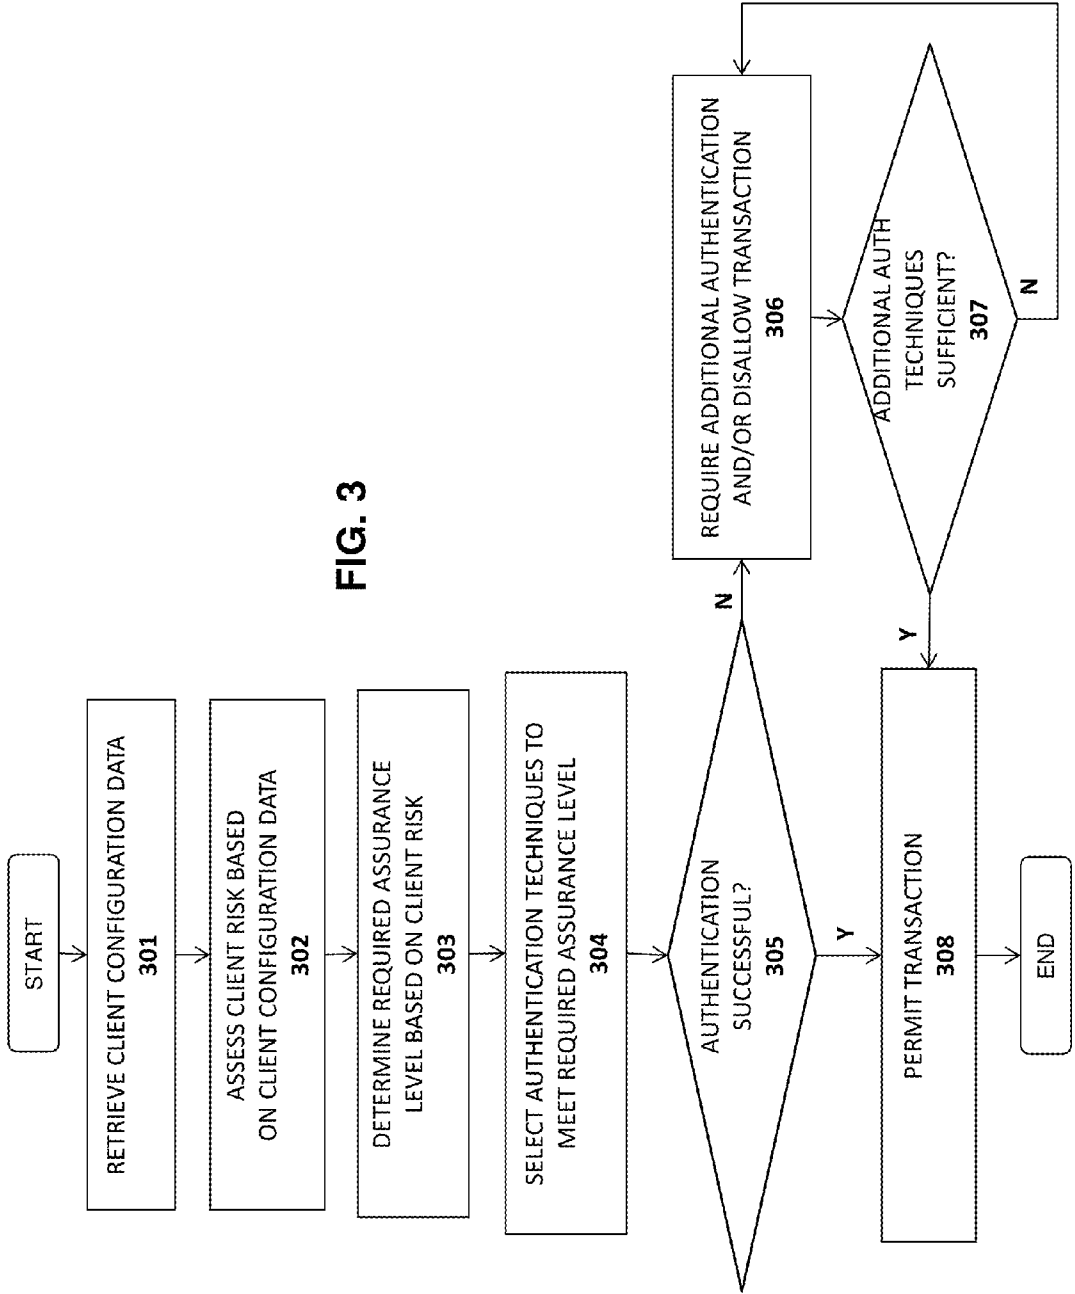 FIG. 3
START
RETRIEVE CLIENT CONFIGURATION DATA
301
ASSESS CLIENT RISK BASED
ON CLIENT CONFIGURATION DATA
302
DETERMINE REQUIRED ASSURANCE
LEVEL BASED ON CLIENT RISK
303
SELECT AUTHENTICATION TECHNIQUES TO
MEET REQUIRED ASSURANCE LEVEL
304
AUTHENTICATION
SUCCESSFUL?
305
N
REQUIRE ADDITIONAL AUTHENTICATION
AND/OR DISALLOW TRANSACTION
306
ADDITIONAL AUTH
TECHNIQUES
SUFFICIENT?
307
N
Y
Y
PERMIT TRANSACTION
308
END